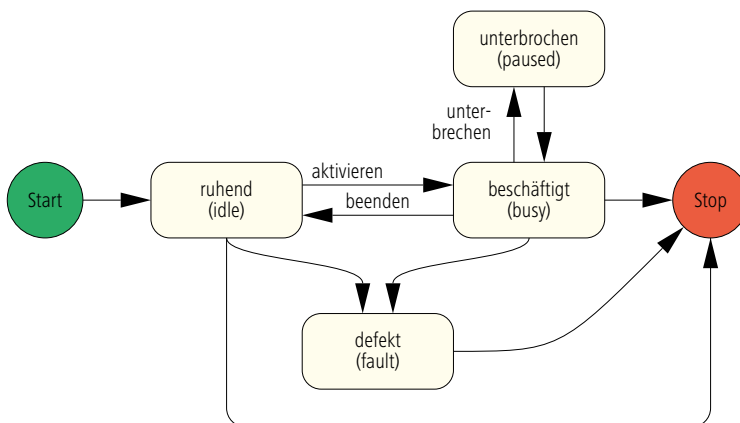 unterbrochen
(paused)
unter-
brechen
Start
ruhend
(idle)
aktivieren
beenden
beschäftigt
(busy)
Stop
defekt
(fault)